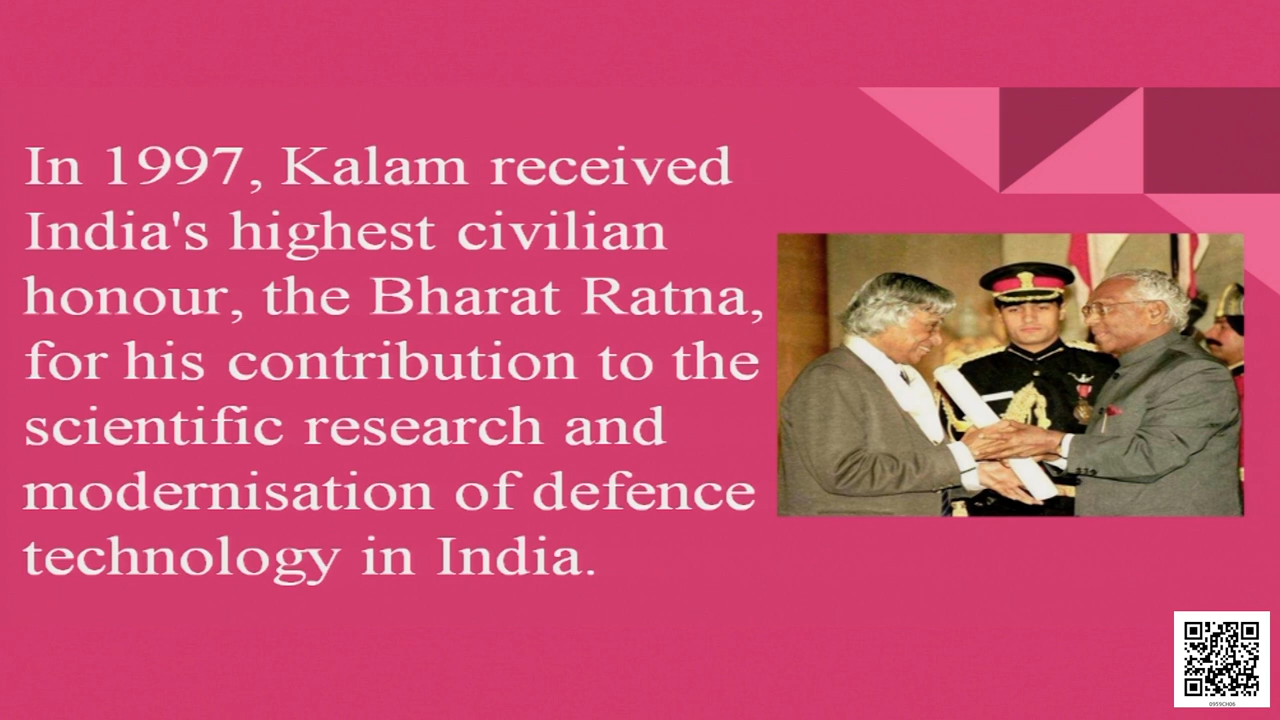 In 1997, Kalam received
India's highest civilian
honour, the Bharat Ratna,
for his contribution to the
scientific research and
modernisation of defence
technology in India.
0959CH06